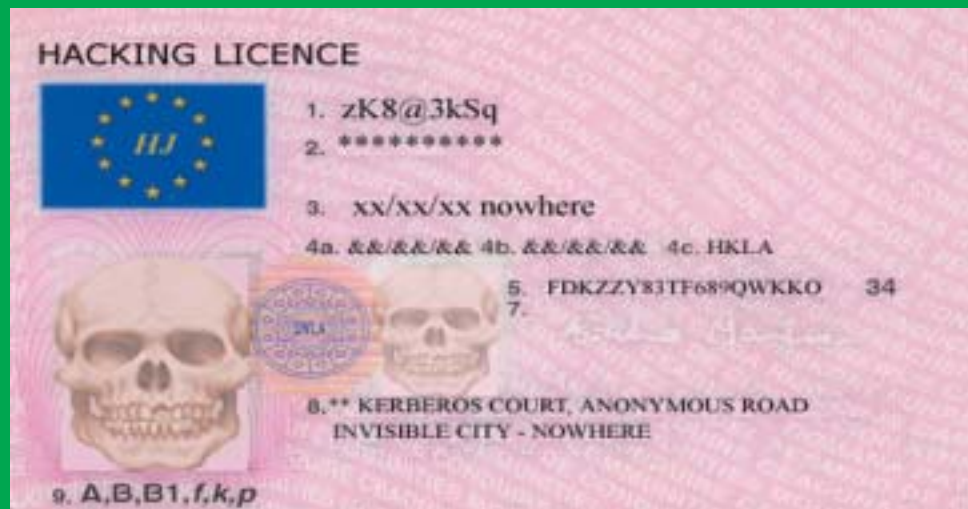 HACKING LICENCE
HJ
1. zK8@3kSq
2. **********
3. xx/xx/xx nowhere
4a. &&/&&/&& 4b. &&/&&/&& 4c. HKLA
5. FDKZZY83TF689QWKKO 34
7.
8.** KERBEROS COURT, ANONYMOUS ROAD
INVISIBLE CITY - NOWHERE
9. A,B,B1,f,k,p